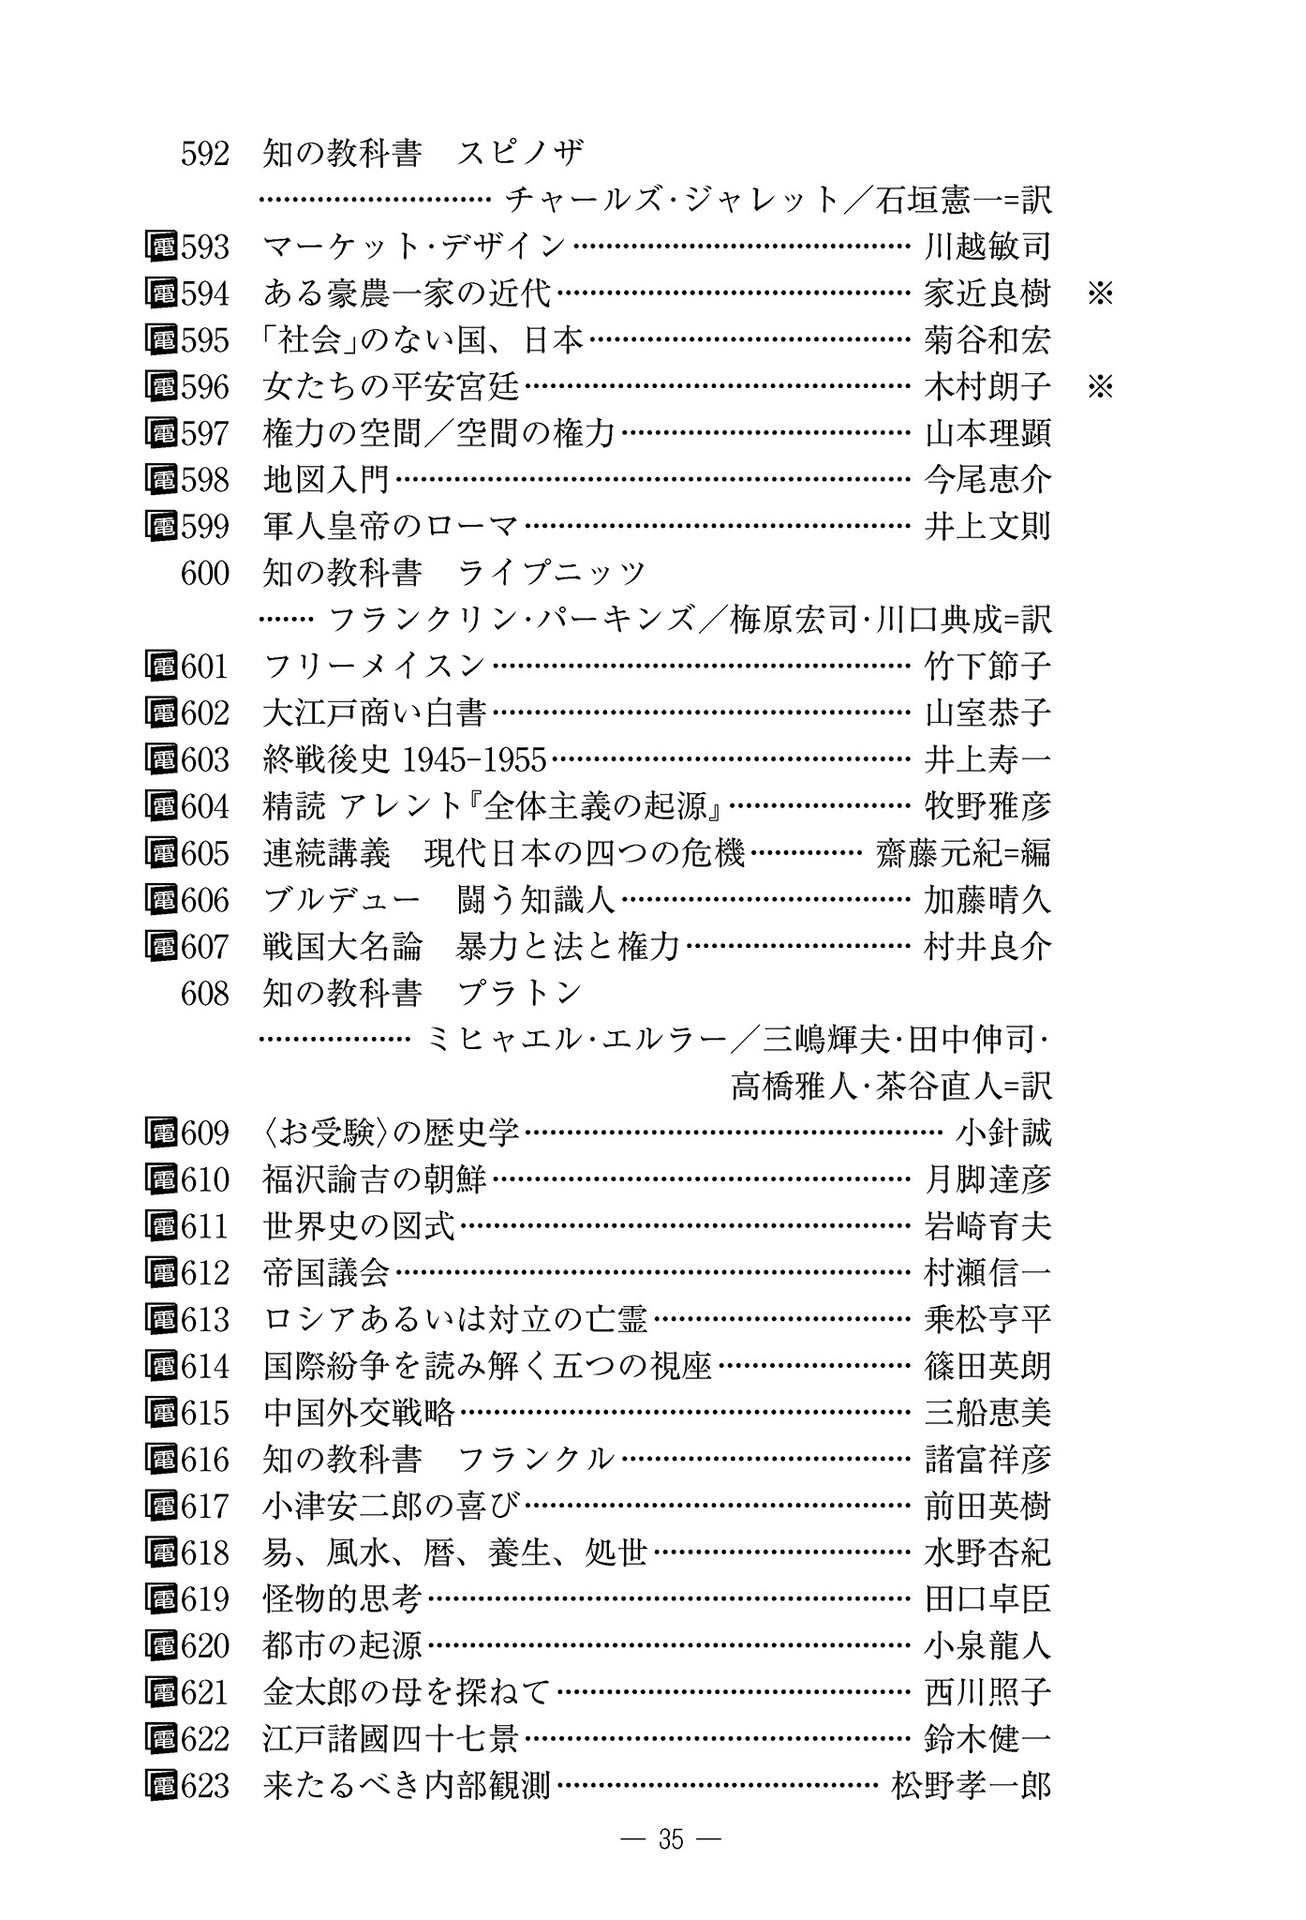 592 知の教科書 スピノザ
………………………… チャールズ・ジャレット／石垣憲一=訳
電593 マーケット・デザイン………………………………… 川越敏司
電594 ある豪農一家の近代………………………………… 家近良樹 ※
電595 「社会」のない国、日本………………………………… 菊谷和宏
電596 女たちの平安宮廷………………………………… 木村朗子 ※
電597 権力の空間／空間の権力………………………………… 山本理顕
電598 地図入門………………………………… 今尾恵介
電599 軍人皇帝のローマ………………………………… 井上文則
600 知の教科書 ライプニッツ
……… フランクリン・パーキンズ／梅原宏司・川口典成=訳
電601 フリーメイスン………………………………… 竹下節子
電602 大江戸商い白書………………………………… 山室恭子
電603 終戦後史 1945-1955………………………………… 井上寿一
電604 精読 アレント『全体主義の起源』…………………… 牧野雅彦
電605 連続講義 現代日本の四つの危機…………… 齋藤元紀=編
電606 ブルデュー 闘う知識人………………………………… 加藤晴久
電607 戦国大名論 暴力と法と権力………………………… 村井良介
608 知の教科書 プラトン
………………… ミヒャエル・エルラー／三嶋輝夫・田中伸司・
高橋雅人・茶谷直人=訳
電609 〈お受験〉の歴史学………………………………… 小針誠
電610 福沢諭吉の朝鮮………………………………… 月脚達彦
電611 世界史の図式………………………………… 岩崎育夫
電612 帝国議会………………………………… 村瀬信一
電613 ロシアあるいは対立の亡霊……………………………… 乗松亨平
電614 国際紛争を読み解く五つの視座……………………… 篠田英朗
電615 中国外交戦略………………………………… 三船恵美
電616 知の教科書 フランクル………………………………… 諸富祥彦
電617 小津安二郎の喜び………………………………… 前田英樹
電618 易、風水、暦、養生、処世……………………………… 水野杏紀
電619 怪物的思考………………………………… 田口卓臣
電620 都市の起源………………………………… 小泉龍人
電621 金太郎の母を探ねて………………………………… 西川照子
電622 江戸諸國四十七景………………………………… 鈴木健一
電623 来たるべき内部観測………………………………… 松野孝一郎
— 35 —